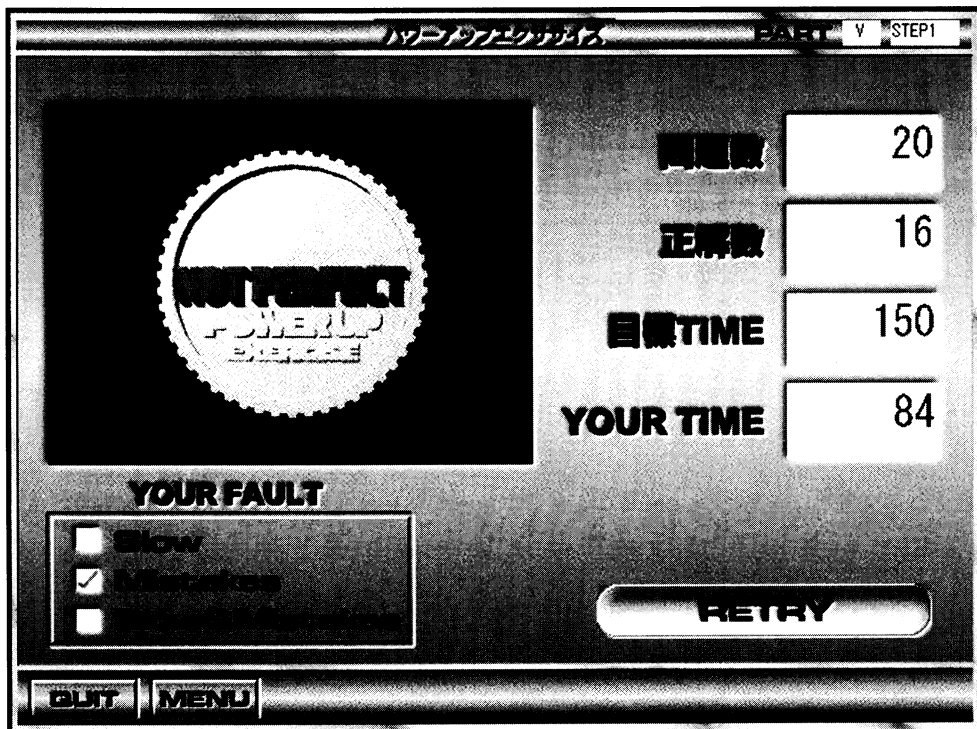 パワーアップエクササイズ
PART V STEP1
問題数 20
正解数 16
目標TIME 150
YOUR TIME 84
NOT PERFECT
POWER UP
EXERCISE
YOUR FAULT
Slow
✓ Mistakes
RETRY
QUIT MENU